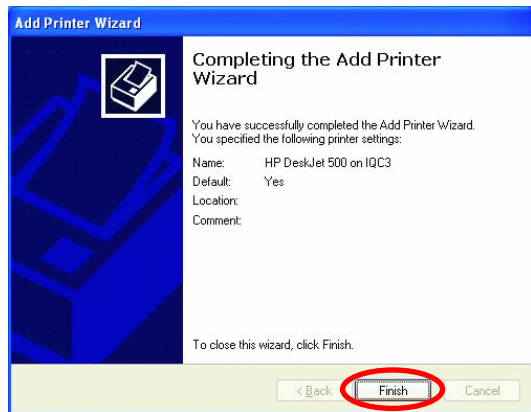 Add Printer Wizard
Completing the Add Printer
Wizard
You have successfully completed the Add Printer Wizard.
You specified the following printer settings:
Name: HP DeskJet 500 on IQC3
Default: Yes
Location:
Comment:
To close this wizard, click Finish.
< Back Finish Cancel